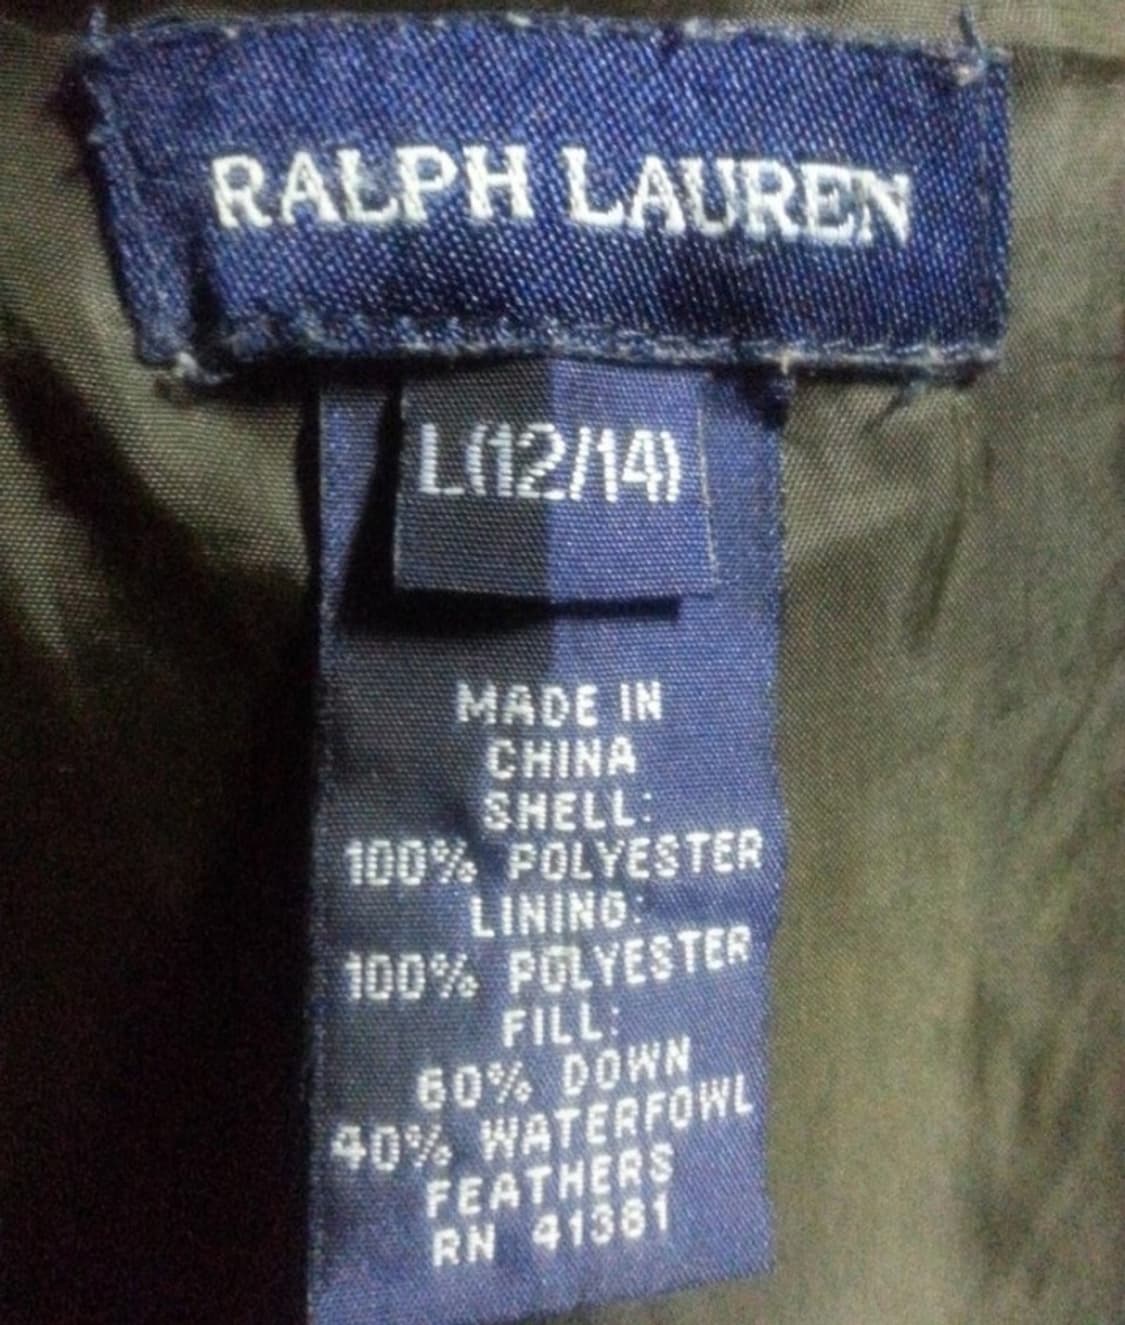 RALPH LAUREN
L(12/14)
MADE IN
CHINA
SHELL:
100% POLYESTER
LINING:
100% POLYESTER
FILL:
60% DOWN
40% WATERFOWL
FEATHERS
RN 41381